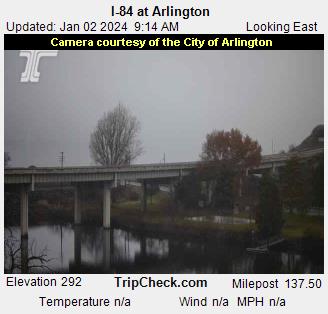 I-84 at Arlington
Updated: Jan 02 2024 9:14 AM Looking East
Camera courtesy of the City of Arlington
Elevation 292 TripCheck.com Milepost 137.50
Temperature n/a Wind n/a MPH n/a